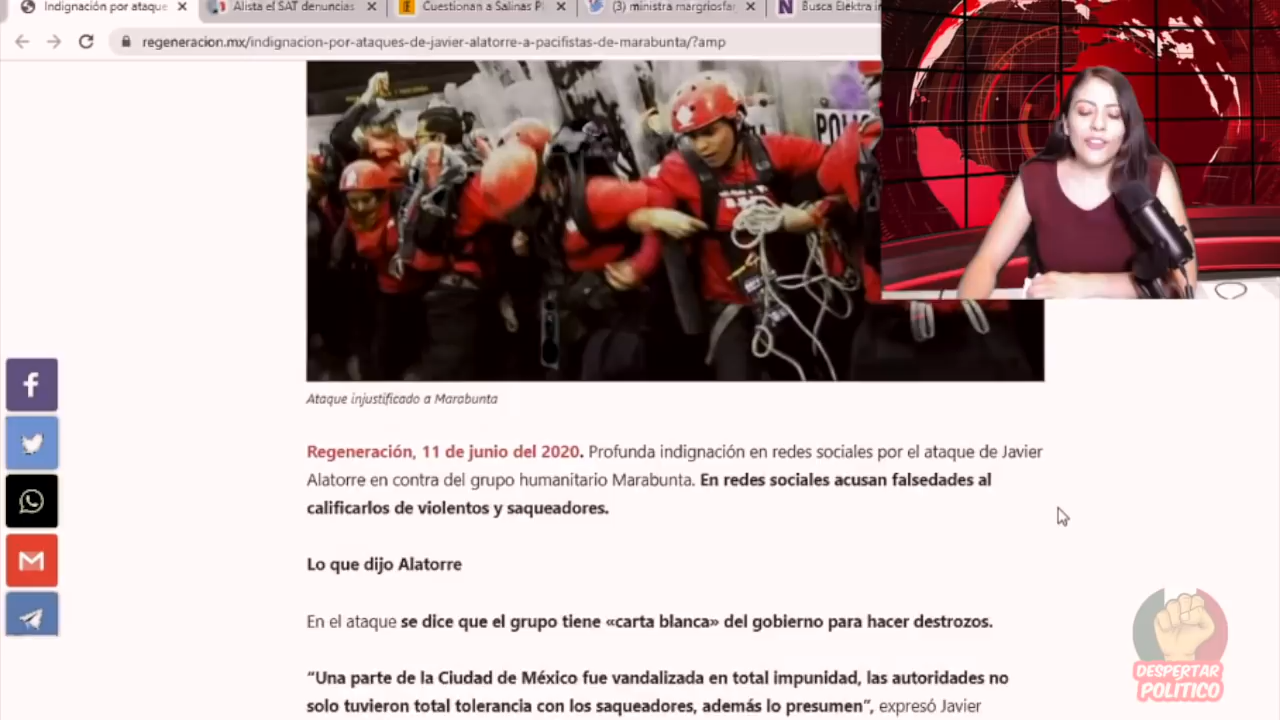 Indignación por ataque
Alista el SAT denuncias
Cuestionan a Salinas P
(3) ministra margriosfar
Busca Elektra i
regeneracion.mx/indignacion-por-ataques-de-javier-alatorre-a-pacifistas-de-marabunta/?amp
Ataque injustificado a Marabunta
Regeneración, 11 de junio del 2020. Profunda indignación en redes sociales por el ataque de Javier
Alatorre en contra del grupo humanitario Marabunta. En redes sociales acusan falsedades al
calificarlos de violentos y saqueadores.
Lo que dijo Alatorre
En el ataque se dice que el grupo tiene «carta blanca» del gobierno para hacer destrozos.
“Una parte de la Ciudad de México fue vandalizada en total impunidad, las autoridades no
solo tuvieron total tolerancia con los saqueadores, además lo presumen”, expresó Javier
DESPERTAR
POLÍTICO